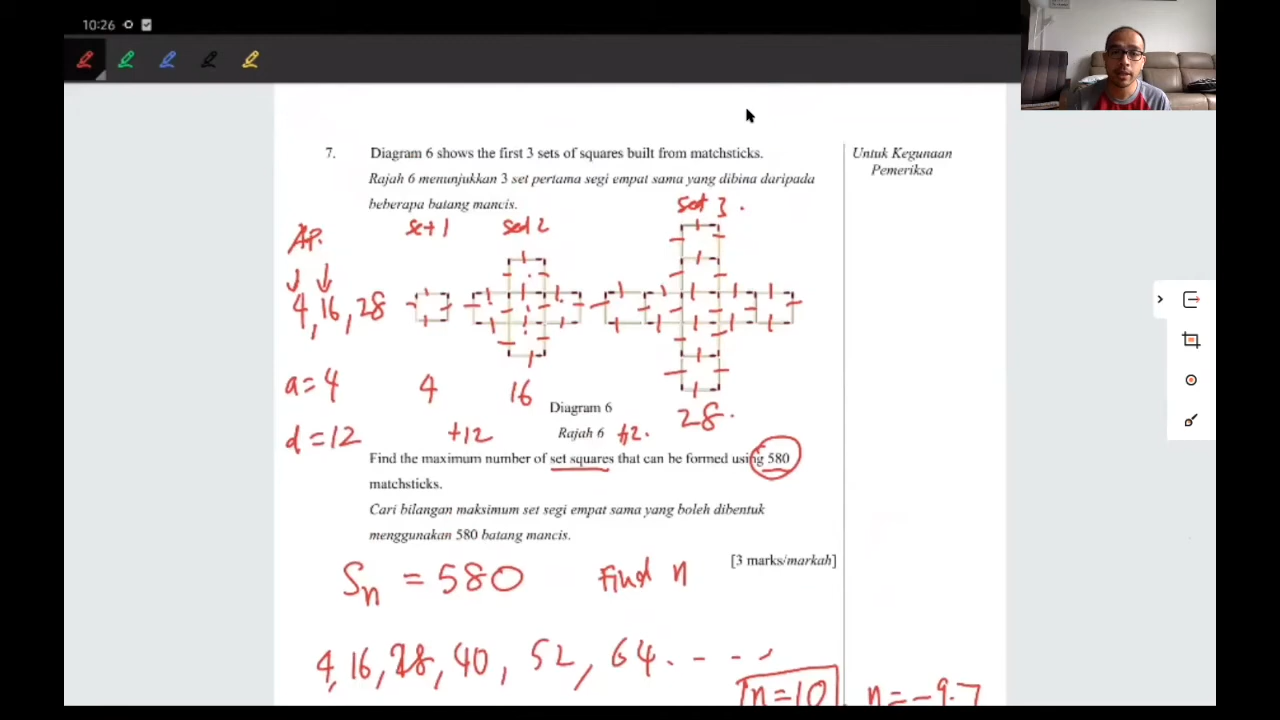 10:26
7. Diagram 6 shows the first 3 sets of squares built from matchsticks.
Untuk Kegunaan
Pemeriksa
Rajah 6 menunjukkan 3 set pertama segi empat sama yang dibina daripada
beberapa batang mancis.
set 1 set 2 set 3.
AP.
4, 16, 28
a=4
4 16 28.
d=12
+12 +12.
Diagram 6
Rajah 6
Find the maximum number of set squares that can be formed using 580
matchsticks.
Cari bilangan maksimum set segi empat sama yang boleh dibentuk
menggunakan 580 batang mancis.
[3 marks/markah]
Sn = 580 Find n
4, 16, 28, 40, 52, 64. - - -
n=10, n=-9.7